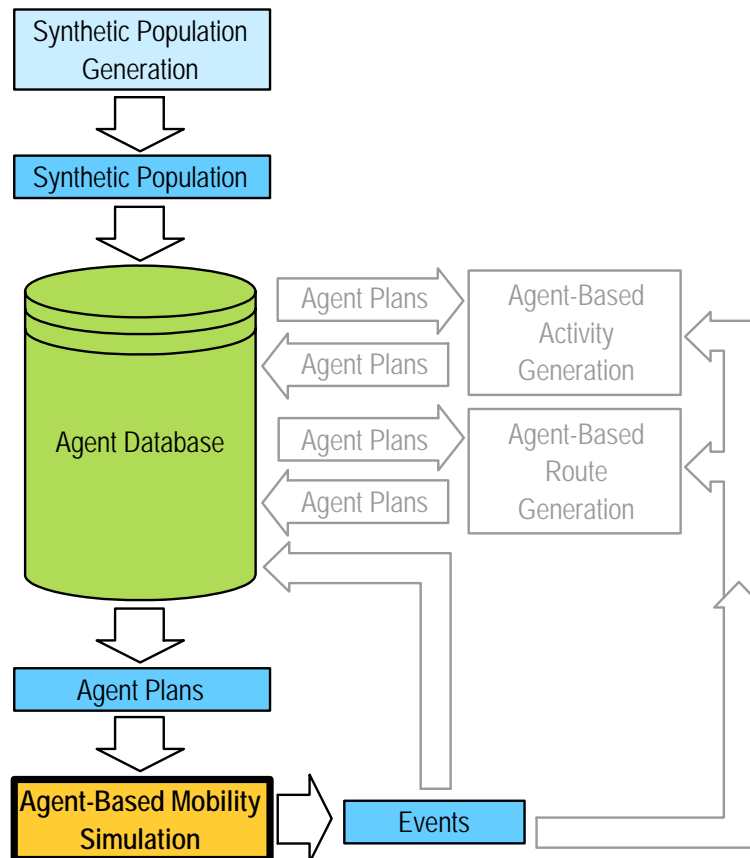 Synthetic Population
Generation
Synthetic Population
Agent Plans
Agent-Based
Activity
Generation
Agent Plans
Agent Database
Agent Plans
Agent-Based
Route
Generation
Agent Plans
Agent Plans
Agent-Based Mobility
Simulation
Events